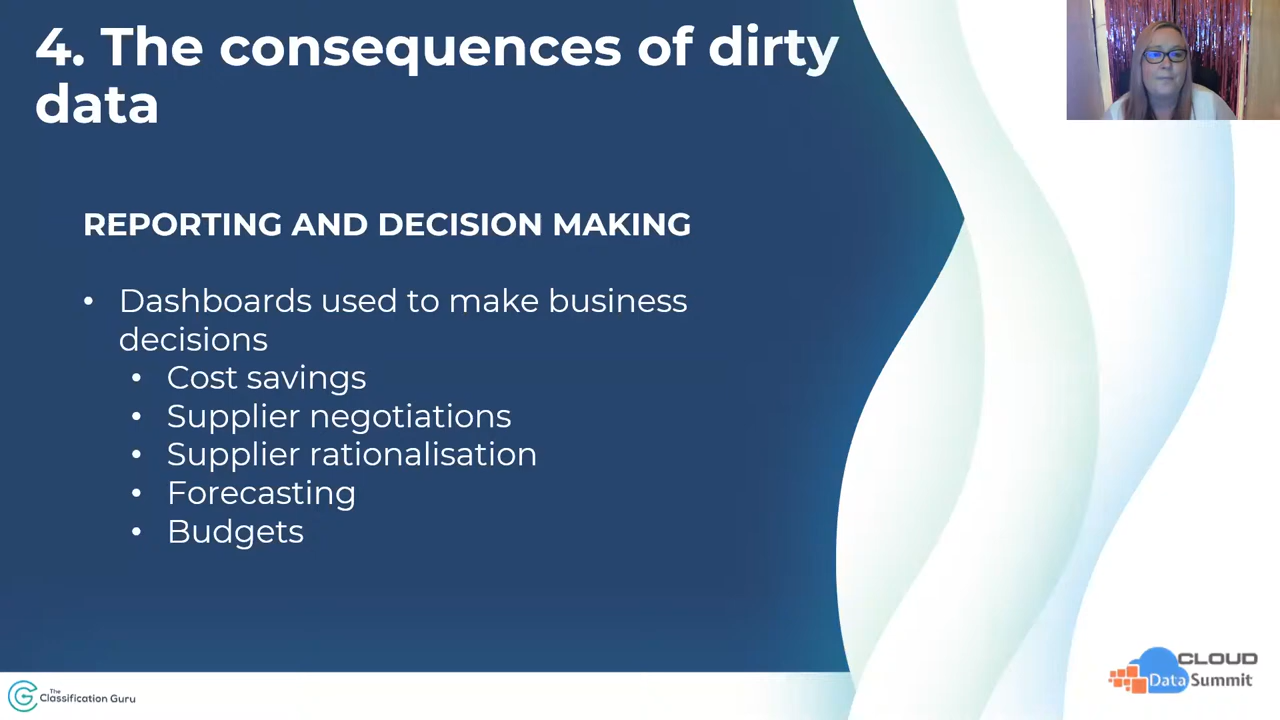 4. The consequences of dirty
data
REPORTING AND DECISION MAKING
• Dashboards used to make business
decisions
• Cost savings
• Supplier negotiations
• Supplier rationalisation
• Forecasting
• Budgets
The
Classification Guru
CLOUD
Data Summit